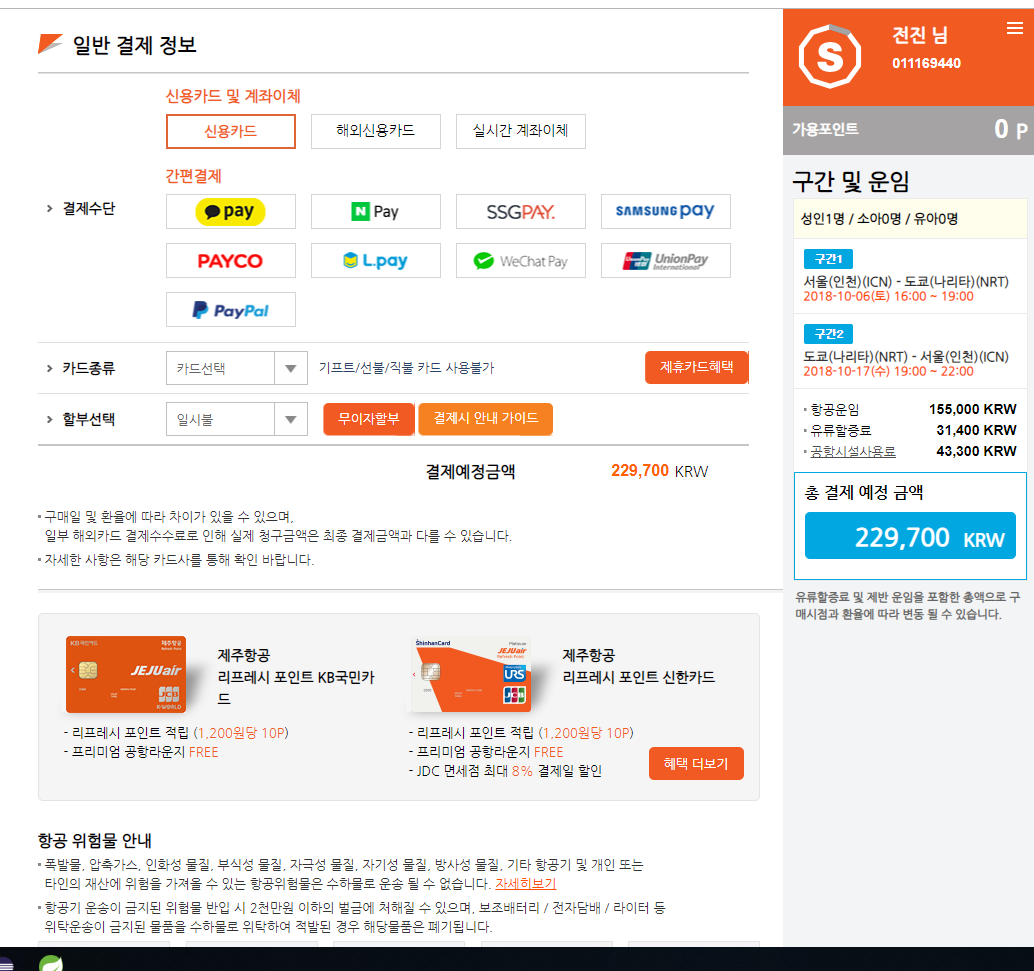 일반 결제 정보
신용카드 및 계좌이체
신용카드
해외신용카드
실시간 계좌이체
간편결제
결제수단
pay
N Pay
SSGPAY.
SAMSUNG pay
PAYCO
L.pay
WeChat Pay
UnionPay
International
PayPal
카드종류
카드선택
기프트/선불/직불 카드 사용불가
제휴카드혜택
할부선택
일시불
무이자할부
결제시 안내 가이드
결제예정금액
229,700 KRW
구매일 및 환율에 따라 차이가 있을 수 있으며,
일부 해외카드 결제수수료로 인해 실제 청구금액은 최종 결제금액과 다를 수 있습니다.
자세한 사항은 해당 카드사를 통해 확인 바랍니다.
KB국민카드
제주항공
Refresh Point
JEJUair
JCB
K-WORLD
제주항공
리프레시 포인트 KB국민카
드
- 리프레시 포인트 적립 (1,200원당 10P)
- 프리미엄 공항라운지 FREE
ShinhanCard
Platinum
JEJUair
Refresh Point
URS
JCB
제주항공
리프레시 포인트 신한카드
- 리프레시 포인트 적립 (1,200원당 10P)
- 프리미엄 공항라운지 FREE
- JDC 면세점 최대 8% 결제일 할인
혜택 더보기
항공 위험물 안내
폭발물, 압축가스, 인화성 물질, 부식성 물질, 자극성 물질, 자기성 물질, 방사성 물질, 기타 항공기 및 개인 또는
타인의 재산에 위험을 가져올 수 있는 항공위험물은 수하물로 운송 될 수 없습니다. 자세히보기
항공기 운송이 금지된 위험물 반입 시 2천만원 이하의 벌금에 처해질 수 있으며, 보조배터리 / 전자담배 / 라이터 등
위탁운송이 금지된 물품을 수하물로 위탁하여 적발된 경우 해당물품은 폐기됩니다.
S
전진 님
011169440
가용포인트
0 P
구간 및 운임
성인1명 / 소아0명 / 유아0명
구간1
서울(인천)(ICN) - 도쿄(나리타)(NRT)
2018-10-06(토) 16:00 ~ 19:00
구간2
도쿄(나리타)(NRT) - 서울(인천)(ICN)
2018-10-17(수) 19:00 ~ 22:00
항공운임 155,000 KRW
유류할증료 31,400 KRW
공항시설사용료 43,300 KRW
총 결제 예정 금액
229,700 KRW
유류할증료 및 제반 운임을 포함한 총액으로 구
매시점과 환율에 따라 변동 될 수 있습니다.